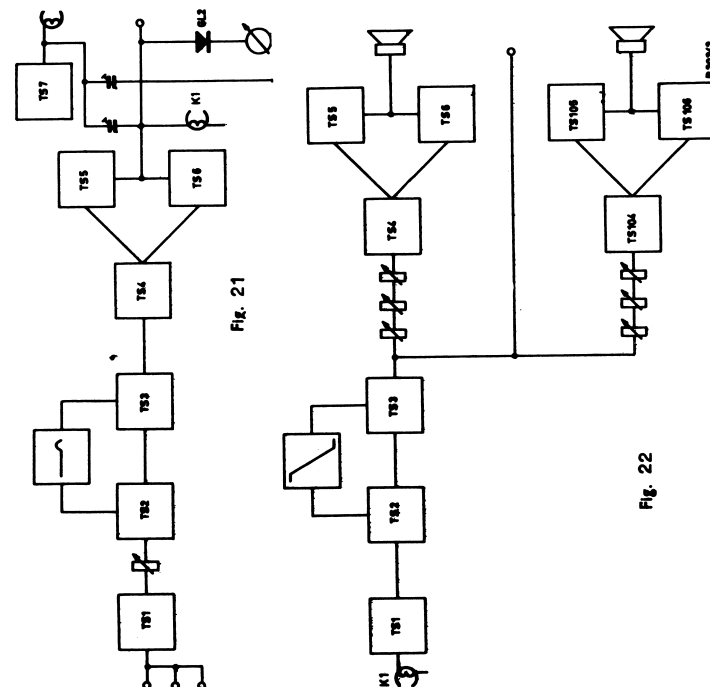 TS7
GL2
K1
TS5
TS6
TS4
TS3
TS2
TS1
Fig. 21
TS5
TS6
TS4
TS3
TS2
TS1
K1
TS105
TS106
TS104
Fig. 22